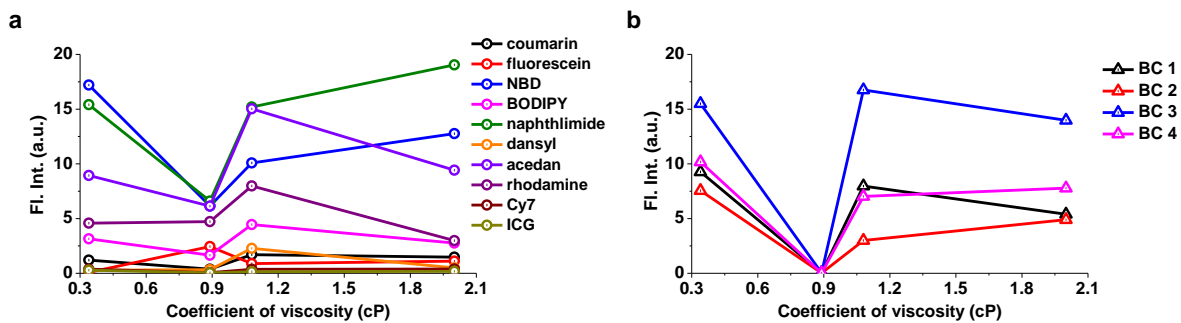 a
Fl. Int. (a.u.)
20
15
10
5
0
0.3 0.6 0.9 1.2 1.5 1.8 2.1
Coefficient of viscosity (cP)
coumarin
fluorescein
NBD
BODIPY
naphthlimide
dansyl
acedan
rhodamine
Cy7
ICG
b
Fl. Int. (a.u.)
20
15
10
5
0
0.3 0.6 0.9 1.2 1.5 1.8 2.1
Coefficient of viscosity (cP)
BC 1
BC 2
BC 3
BC 4